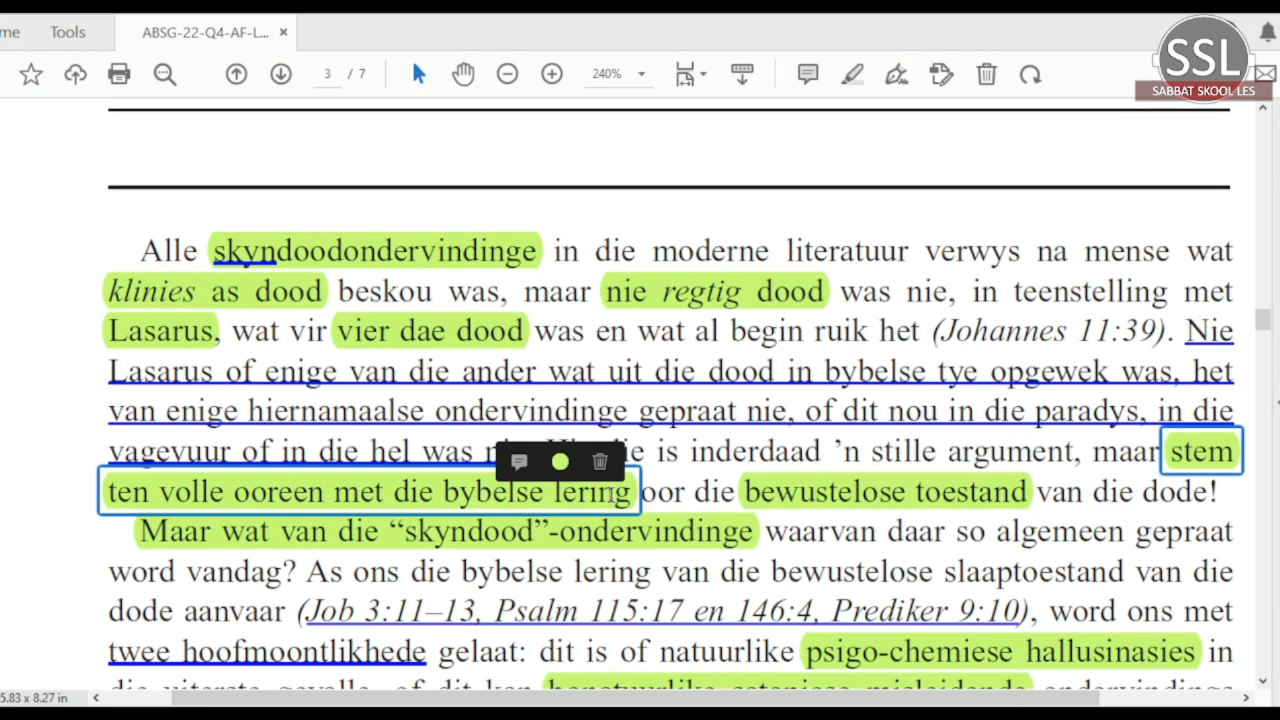 me Tools ABSG-22-Q4-AF-L... ×
SSL
SABBAT SKOOL LES
3 / 7 240%
Alle skyndoodondervindinge in die moderne literatuur verwys na mense wat
klinies as dood beskou was, maar nie regtig dood was nie, in teenstelling met
Lasarus, wat vir vier dae dood was en wat al begin ruik het (Johannes 11:39). Nie
Lasarus of enige van die ander wat uit die dood in bybelse tye opgewek was, het
van enige hiernamaalse ondervindinge gepraat nie, of dit nou in die paradys, in die
vagevuur of in die hel was is inderdaad ’n stille argument, maar stem
ten volle ooreen met die bybelse lering oor die bewustelose toestand van die dode!
Maar wat van die “skyndood”-ondervindinge waarvan daar so algemeen gepraat
word vandag? As ons die bybelse lering van die bewustelose slaaptoestand van die
dode aanvaar (Job 3:11–13, Psalm 115:17 en 146:4, Prediker 9:10), word ons met
twee hoofmoontlikhede gelaat: dit is of natuurlike psigo-chemiese hallusinasies in
5.83 x 8.27 in